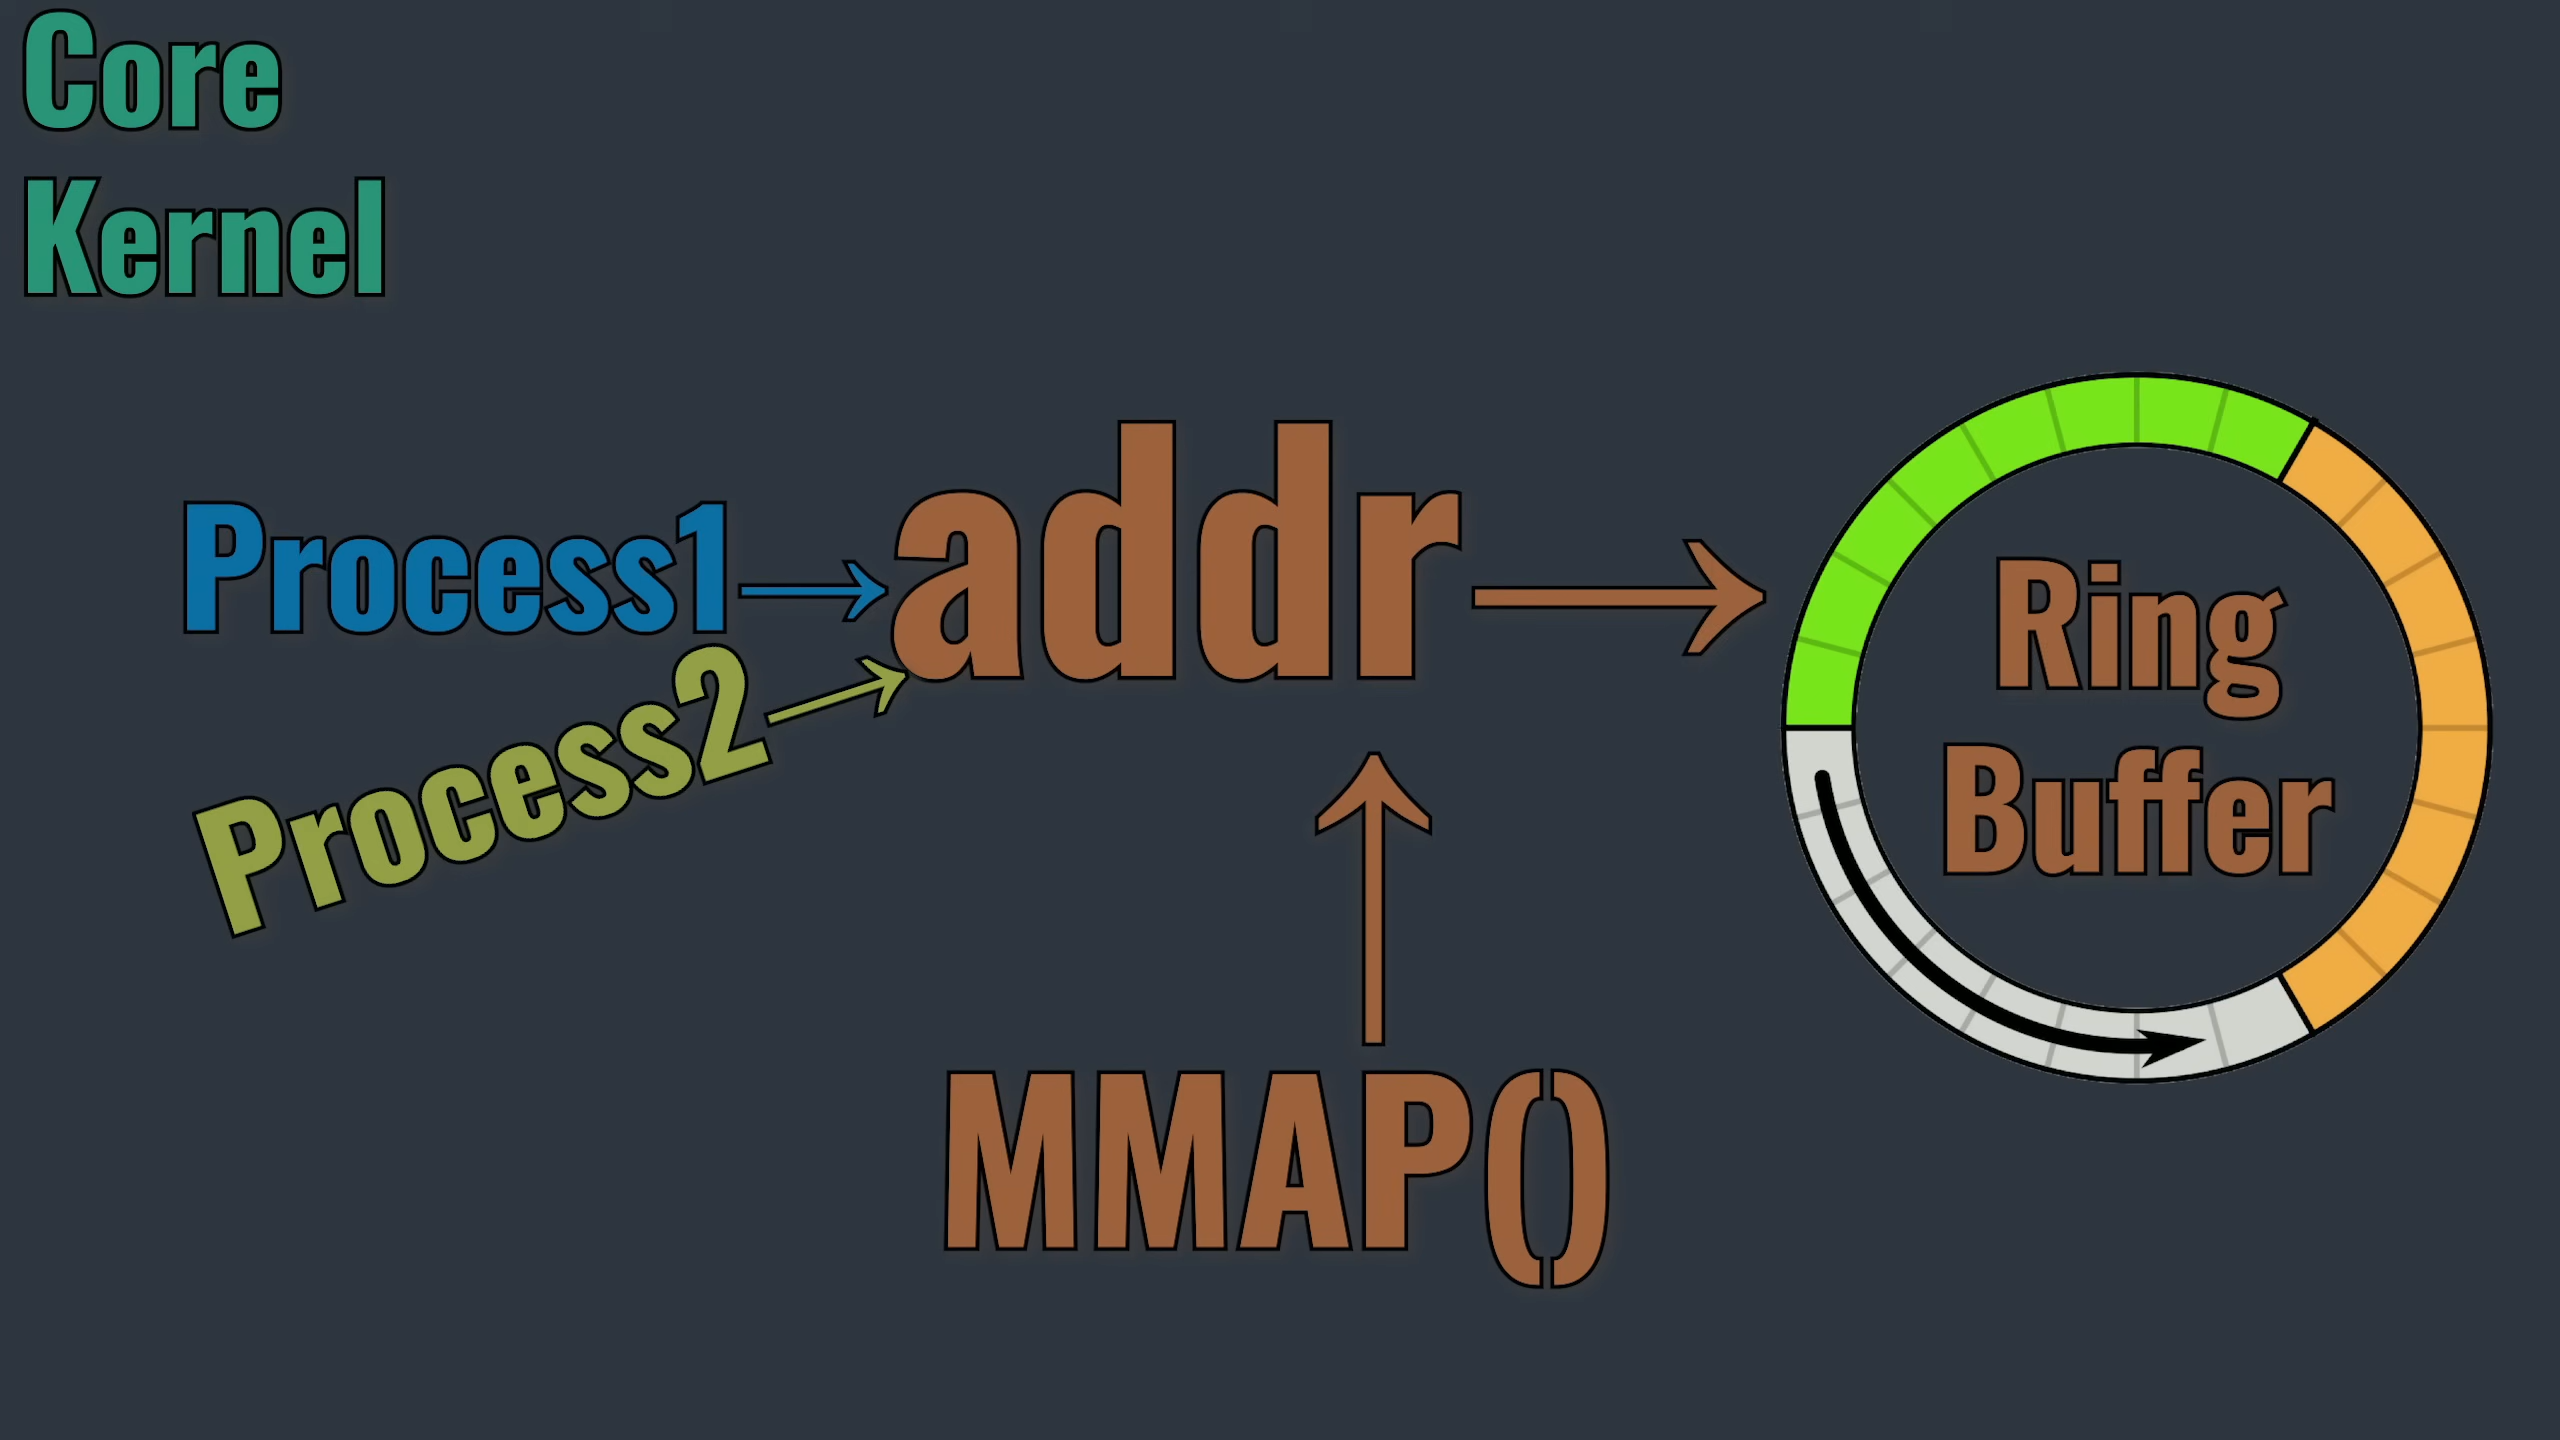 Core
Kernel
Process1
addr
Process2
Ring
Buffer
MMAP()